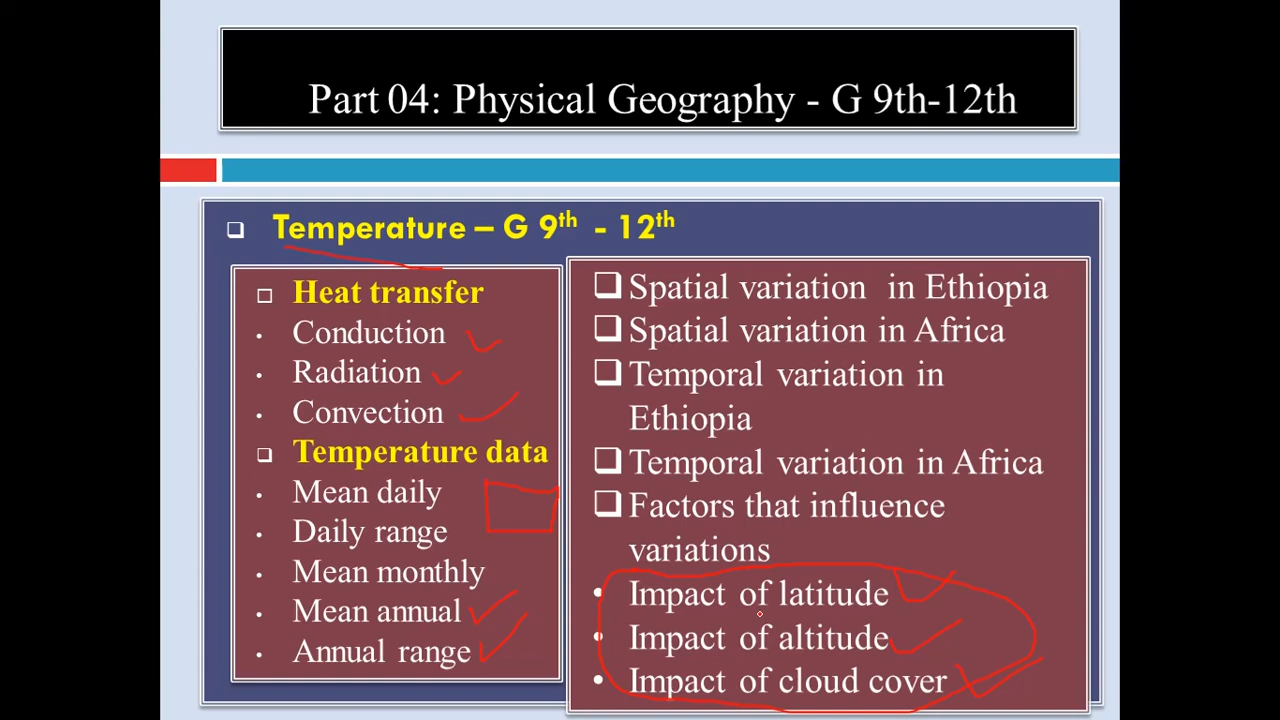 Part 04: Physical Geography - G 9th-12th
Temperature – G 9th - 12th
Heat transfer
Conduction
Radiation
Convection
Temperature data
Mean daily
Daily range
Mean monthly
Mean annual
Annual range
Spatial variation in Ethiopia
Spatial variation in Africa
Temporal variation in
Ethiopia
Temporal variation in Africa
Factors that influence
variations
Impact of latitude
Impact of altitude
Impact of cloud cover